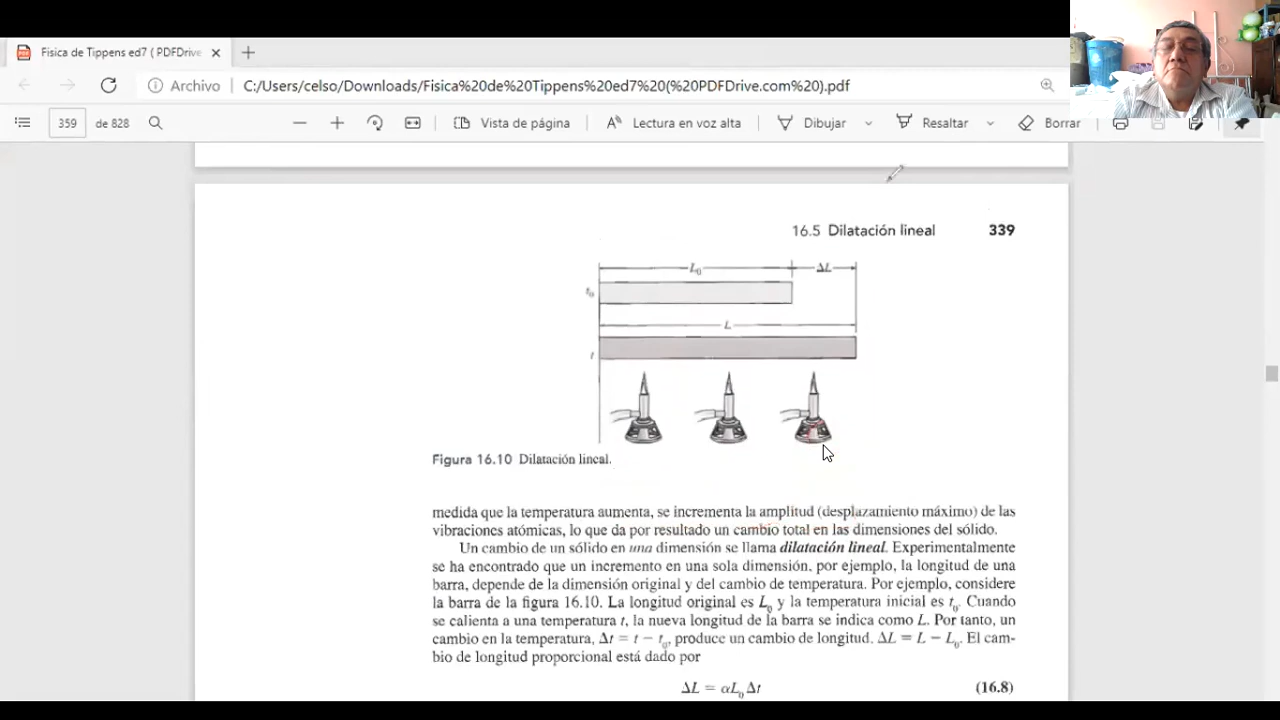 Fisica de Tippens ed7 ( PDFDrive
Archivo
C:/Users/celso/Downloads/Fisica%20de%20Tippens%20ed7%20(%20PDFDrive.com%20).pdf
359 de 828
Vista de página
Lectura en voz alta
Dibujar
Resaltar
Borrar
16.5 Dilatación lineal 339
L₀ ΔL
t₀
L
t
Figura 16.10 Dilatación lineal.
medida que la temperatura aumenta, se incrementa la amplitud (desplazamiento máximo) de las
vibraciones atómicas, lo que da por resultado un cambio total en las dimensiones del sólido.
Un cambio de un sólido en una dimensión se llama dilatación lineal. Experimentalmente
se ha encontrado que un incremento en una sola dimensión, por ejemplo, la longitud de una
barra, depende de la dimensión original y del cambio de temperatura. Por ejemplo, considere
la barra de la figura 16.10. La longitud original es L₀ y la temperatura inicial es t₀. Cuando
se calienta a una temperatura t, la nueva longitud de la barra se indica como L. Por tanto, un
cambio en la temperatura, Δt = t − t₀, produce un cambio de longitud, ΔL = L − L₀. El cam-
bio de longitud proporcional está dado por
ΔL = αL₀ Δt (16.8)